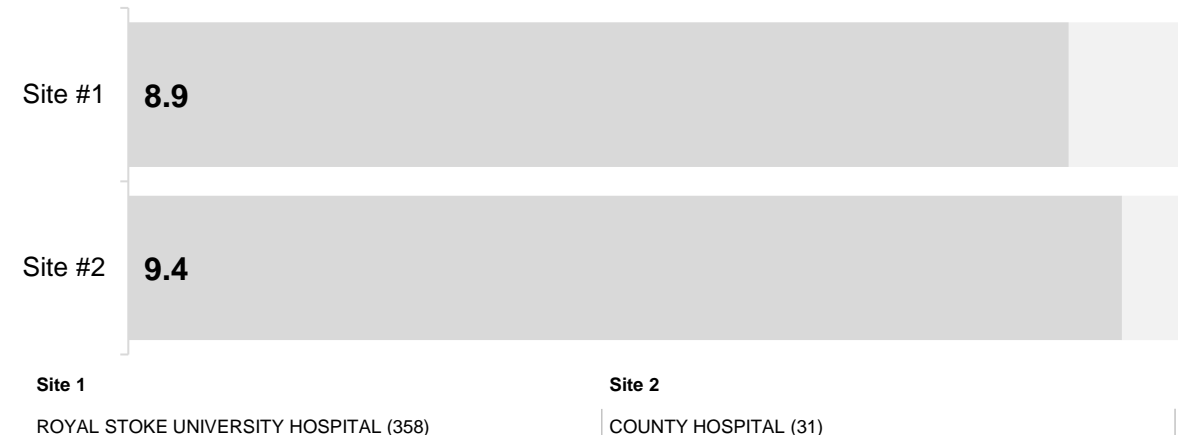 Site #1 8.9
Site #2 9.4
Site 1 Site 2
ROYAL STOKE UNIVERSITY HOSPITAL (358) COUNTY HOSPITAL (31)